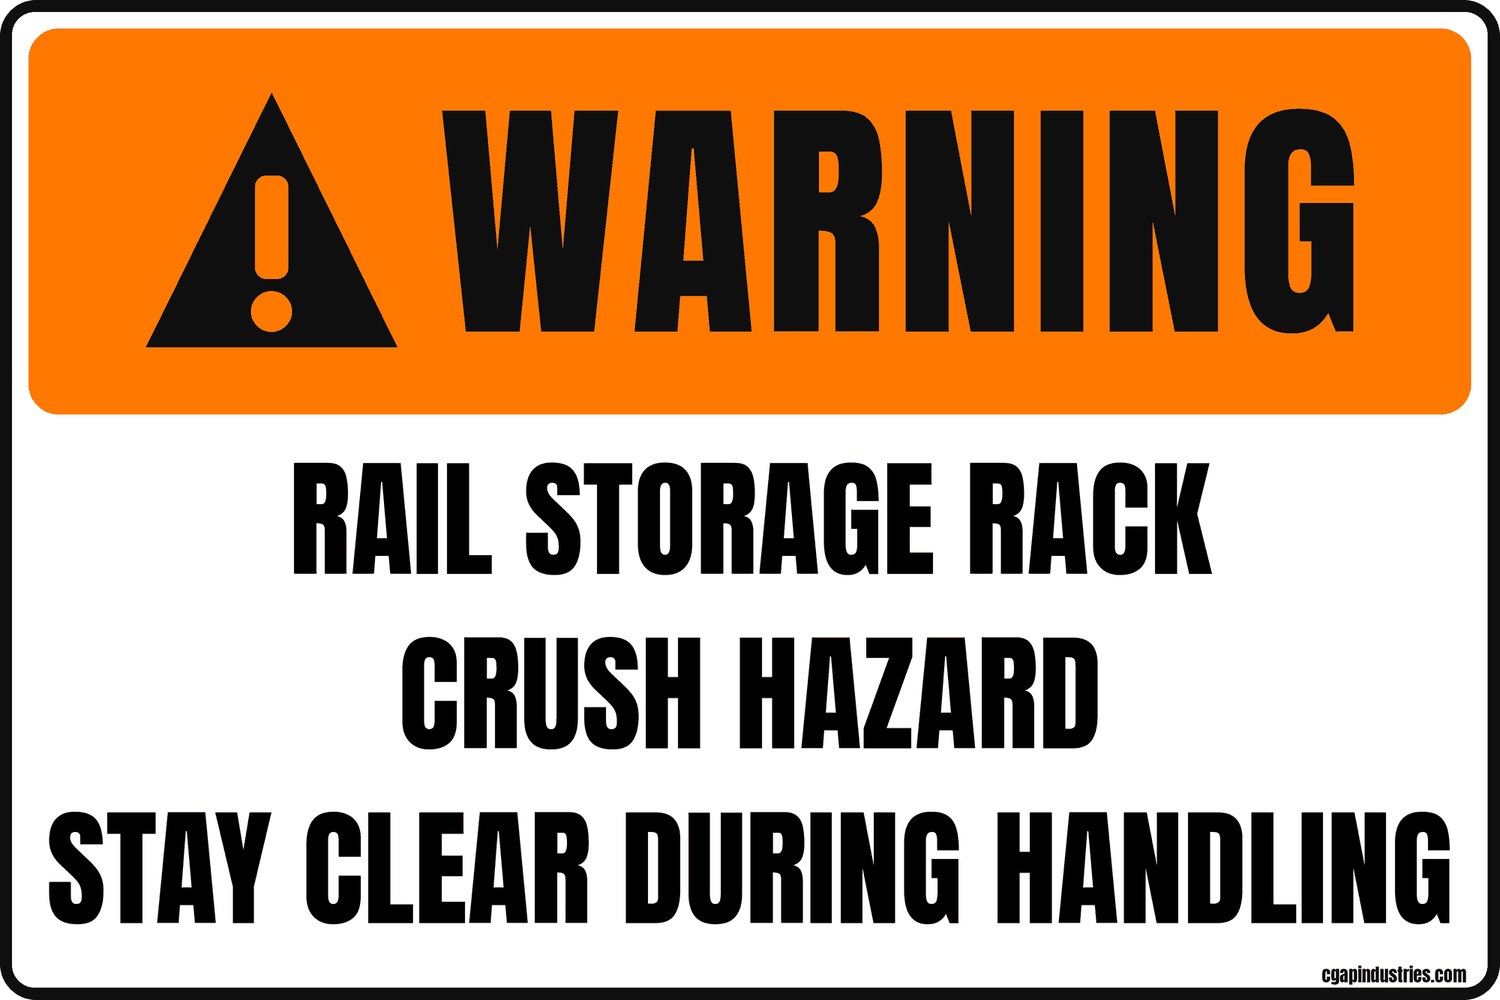 WARNING
RAIL STORAGE RACK
CRUSH HAZARD
STAY CLEAR DURING HANDLING
cgapindustries.com